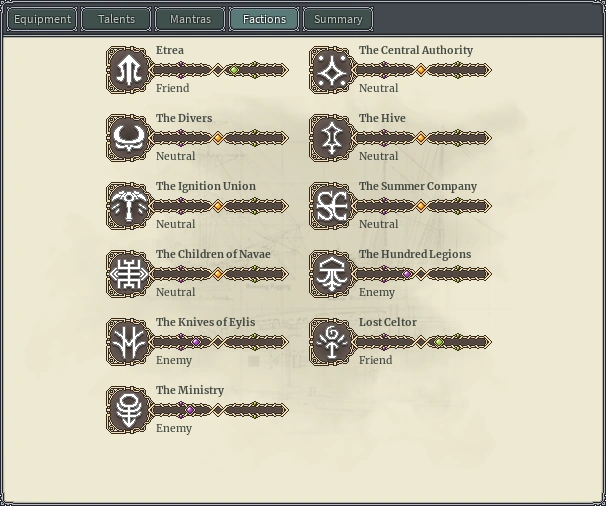 Equipment Talents Mantras Factions Summary
Etrea
Friend
The Central Authority
Neutral
The Divers
Neutral
The Hive
Neutral
The Ignition Union
Neutral
The Summer Company
Neutral
The Children of Navae
Neutral
The Hundred Legions
Enemy
The Knives of Eylis
Enemy
Lost Celtor
Friend
The Ministry
Enemy